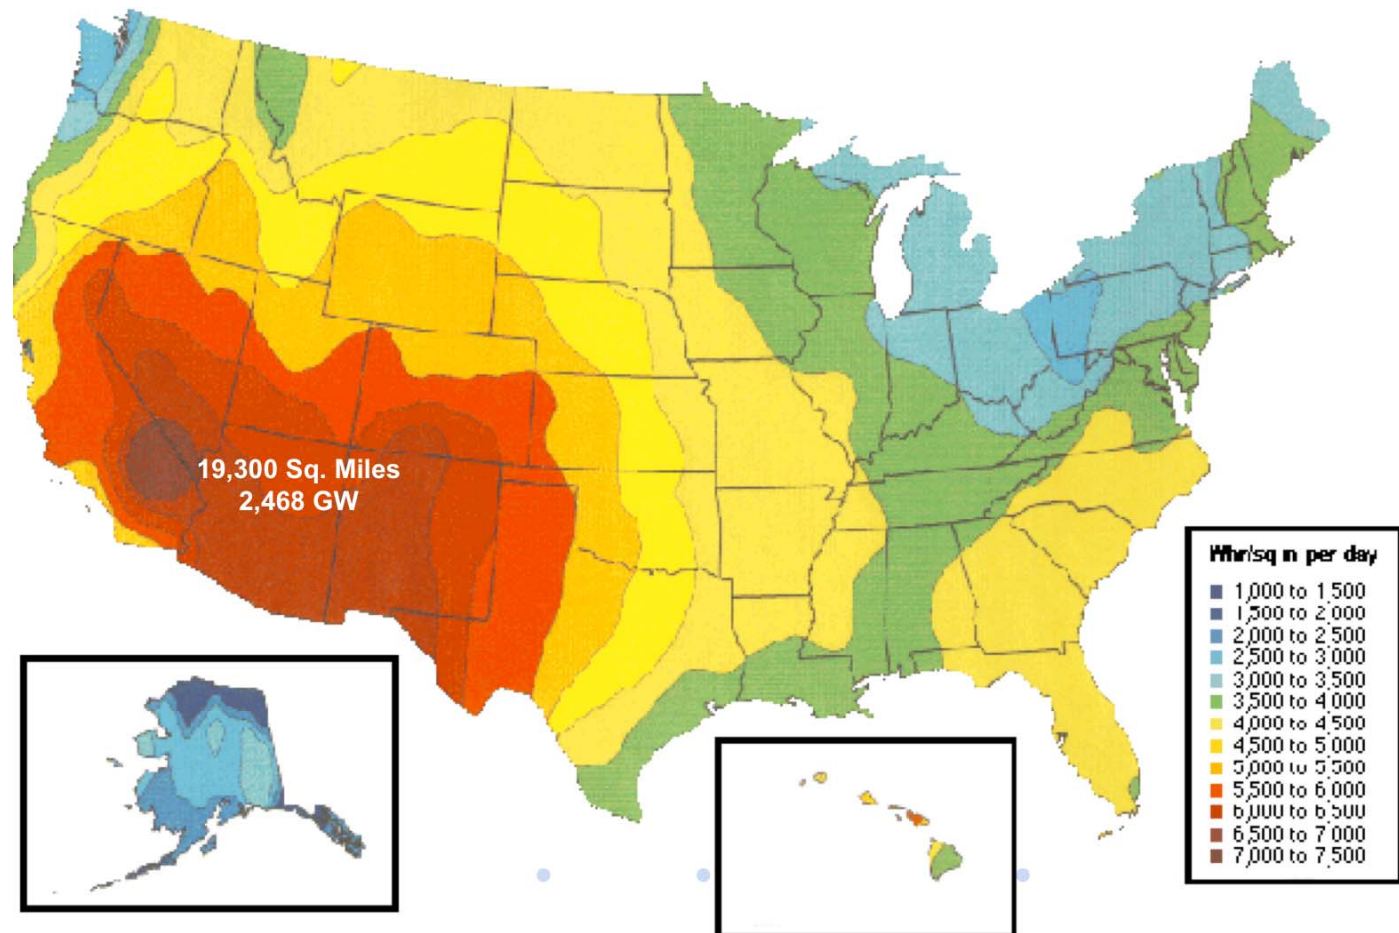 19,300 Sq. Miles
2,468 GW
Whr/sq m per day
1,000 to 1,500
1,500 to 2,000
2,000 to 2,500
2,500 to 3,000
3,000 to 3,500
3,500 to 4,000
4,000 to 4,500
4,500 to 5,000
5,000 to 5,500
5,500 to 6,000
6,000 to 6,500
6,500 to 7,000
7,000 to 7,500